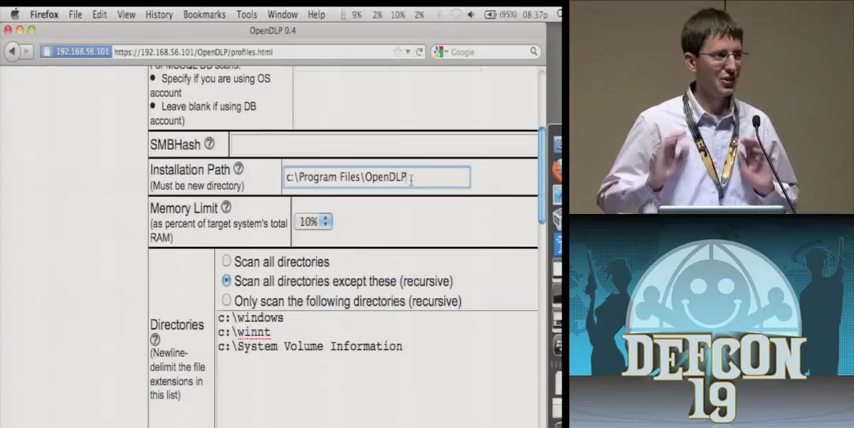 Firefox File Edit View History Bookmarks Tools Window Help 9% 2% 10% 2% (95%) 08:37p
OpenDLP 0.4
192.168.56.101 https://192.168.56.101/OpenDLP/profiles.html Google
• Specify if you are using OS
account
• Leave blank if using DB
account)
SMBHash ?
Installation Path ?
(Must be new directory)
c:\Program Files\OpenDLP
Memory Limit ?
(as percent of target system's total
RAM)
10%
Scan all directories
Scan all directories except these (recursive)
Only scan the following directories (recursive)
Directories
?
(Newline-
delimit the file
extensions in
this list)
c:\windows
c:\winnt
c:\System Volume Information
DEFCON
19